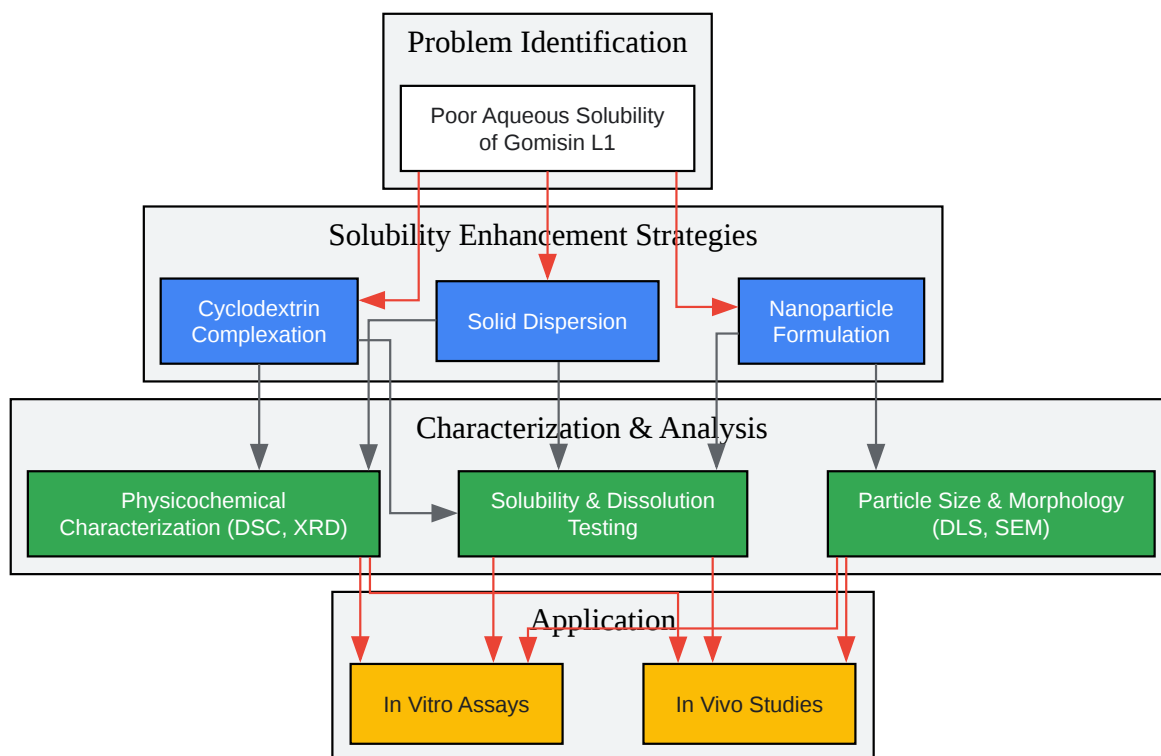 Problem Identification
Poor Aqueous Solubility
of Gomisin L1
Solubility Enhancement Strategies
Cyclodextrin
Complexation
Solid Dispersion
Nanoparticle
Formulation
Characterization & Analysis
Physicochemical
Characterization (DSC, XRD)
Solubility & Dissolution
Testing
Particle Size & Morphology
(DLS, SEM)
Application
In Vitro Assays
In Vivo Studies